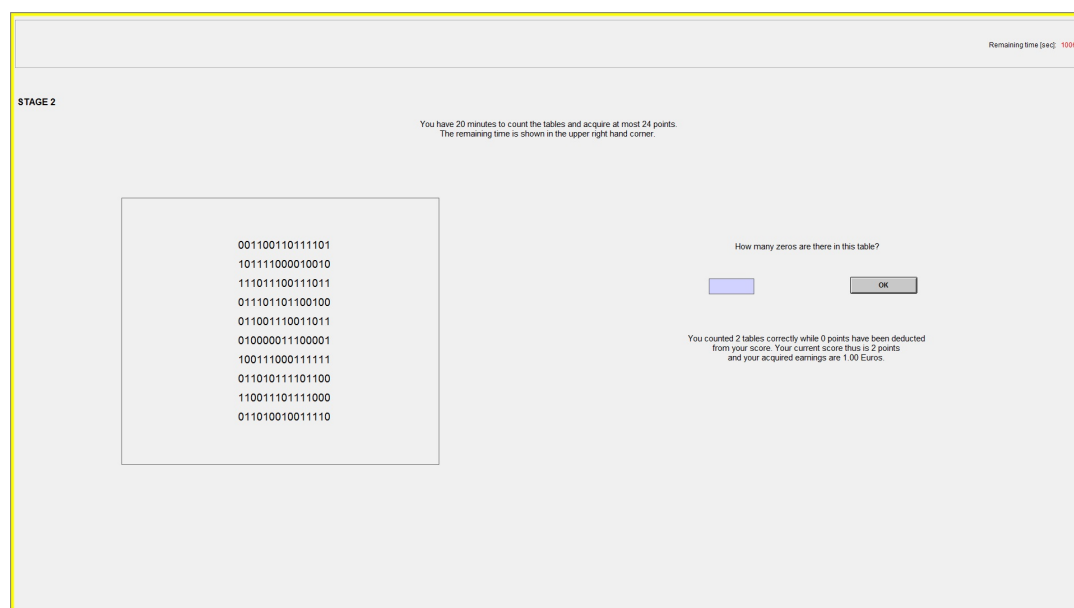 Remaining time [sec]:
STAGE 2
You have 20 minutes to count the tables and acquire at most 24 points.
The remaining time is shown in the upper right hand corner.
001100110111101
101111000010010
111011100111011
011101101100100
011001110011011
010000011100001
100111000111111
011010111101100
110011101111000
011010010011110
How many zeros are there in this table?
OK
You counted 2 tables correctly while 0 points have been deducted
from your score. Your current score thus is 2 points
and your acquired earnings are 1.00 Euros.